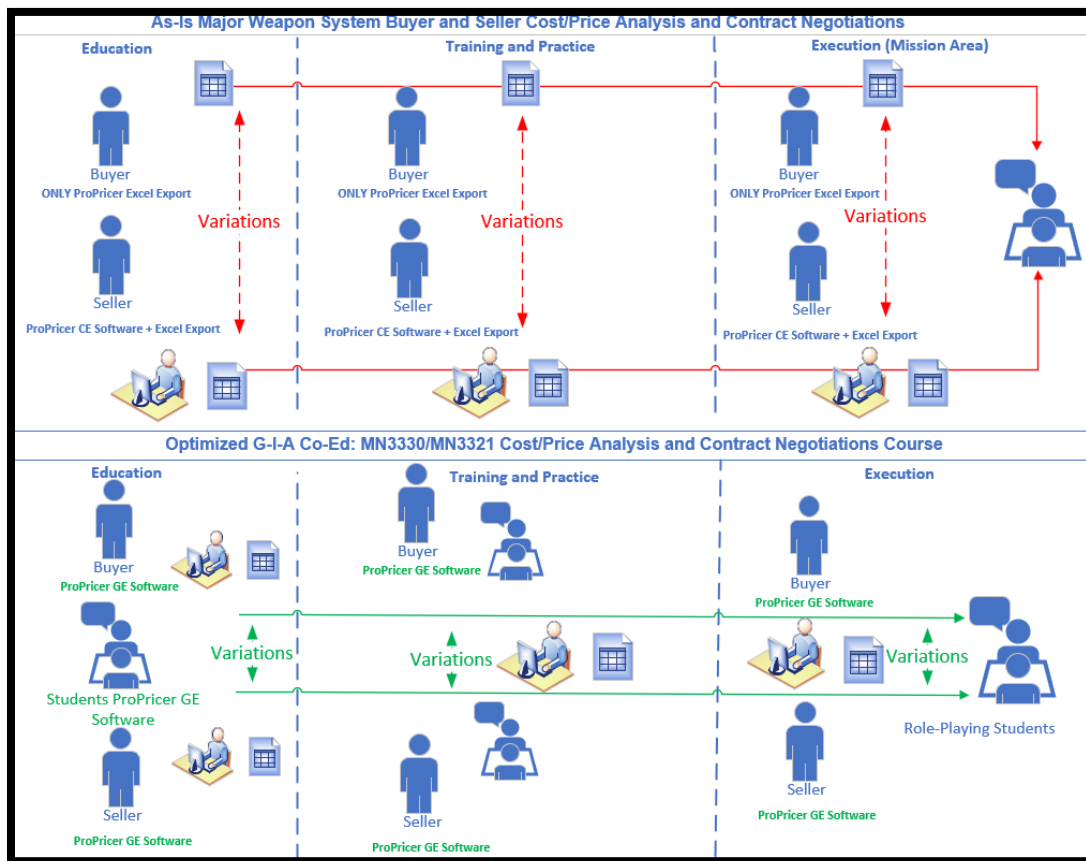 As-Is Major Weapon System Buyer and Seller Cost/Price Analysis and Contract Negotiations
Education
Training and Practice
Execution (Mission Area)
Buyer
ONLY ProPricer Excel Export
Buyer
ONLY ProPricer Excel Export
Buyer
ONLY ProPricer Excel Export
Variations
Variations
Variations
Seller
ProPricer CE Software + Excel Export
Seller
ProPricer CE Software + Excel Export
Seller
ProPricer CE Software + Excel Export
Optimized G-I-A Co-Ed: MN3330/MN3321 Cost/Price Analysis and Contract Negotiations Course
Education
Training and Practice
Execution
Buyer
ProPricer GE Software
Buyer
ProPricer GE Software
Buyer
ProPricer GE Software
Variations
Variations
Variations
Students ProPricer GE
Software
Role-Playing Students
Seller
ProPricer GE Software
Seller
ProPricer GE Software
Seller
ProPricer GE Software